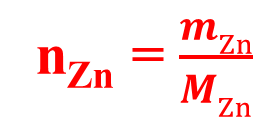 n_Zn = m_Zn / M_Zn